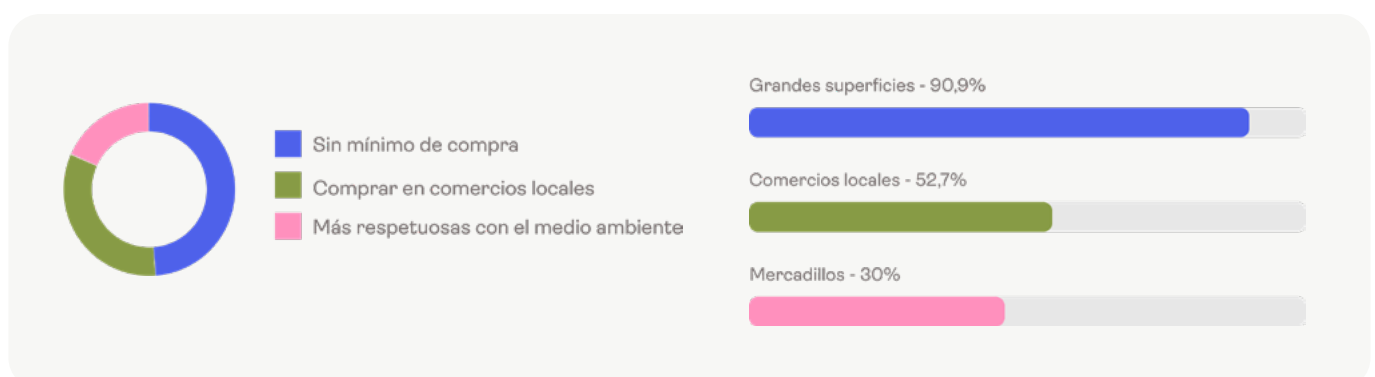 Sin mínimo de compra
Comprar en comercios locales
Más respetuosas con el medio ambiente
Grandes superficies - 90,9%
Comercios locales - 52,7%
Mercadillos - 30%